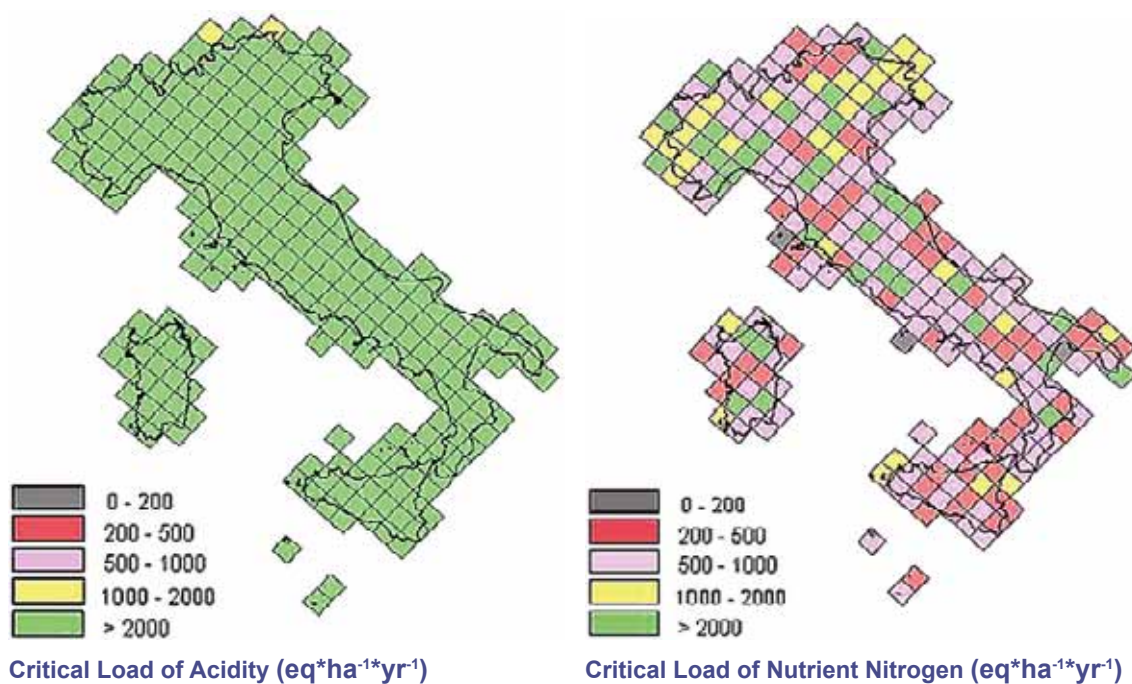 0 - 200
200 - 500
500 - 1000
1000 - 2000
> 2000
Critical Load of Acidity (eq*ha⁻¹*yr⁻¹)
0 - 200
200 - 500
500 - 1000
1000 - 2000
> 2000
Critical Load of Nutrient Nitrogen (eq*ha⁻¹*yr⁻¹)